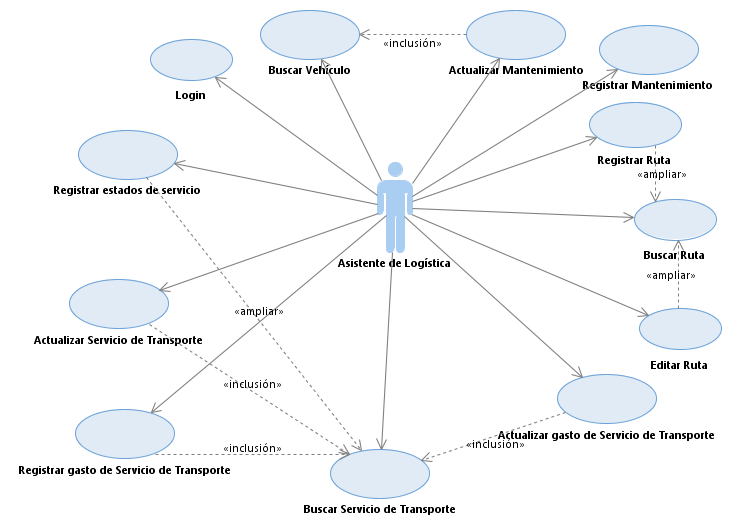 «inclusión»
Buscar Vehículo
Actualizar Mantenimiento
Login
Registrar Mantenimiento
Registrar Ruta
«ampliar»
Registrar estados de servicio
Buscar Ruta
Asistente de Logística
«ampliar»
«ampliar»
Actualizar Servicio de Transporte
Editar Ruta
«inclusión»
Actualizar gasto de Servicio de Transporte
«inclusión»
«inclusión»
Registrar gasto de Servicio de Transporte
Buscar Servicio de Transporte